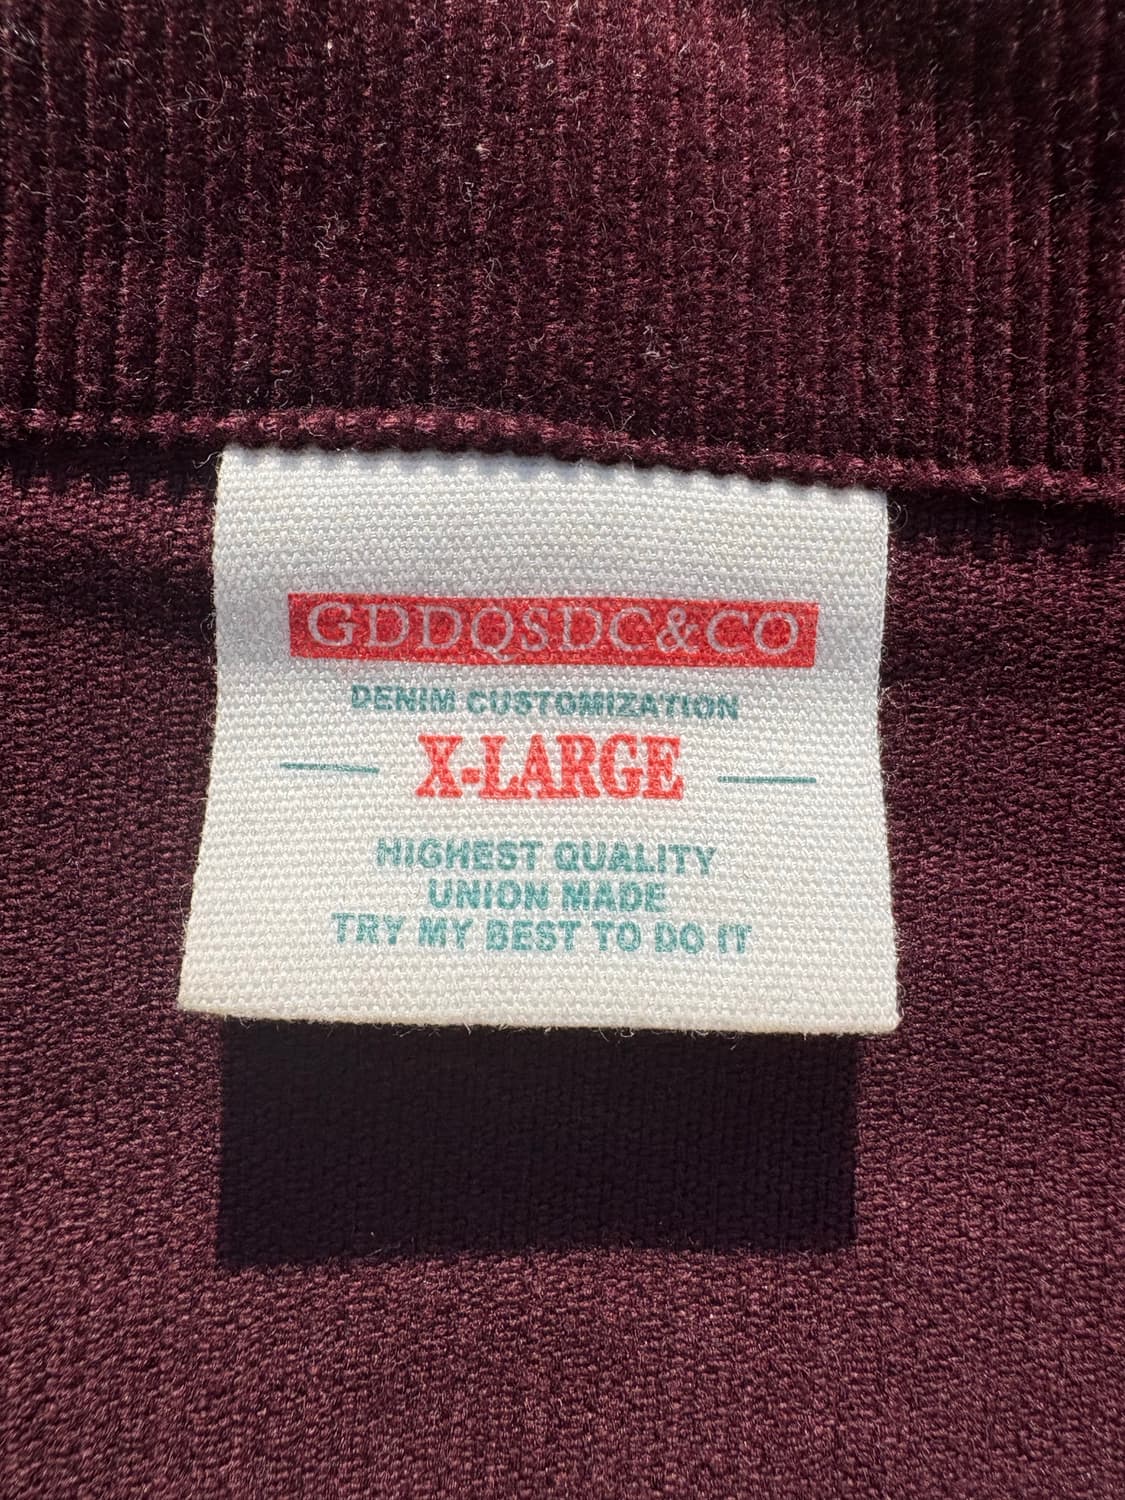 GDDQSDC&CO
DENIM CUSTOMIZATION
X-LARGE
HIGHEST QUALITY
UNION MADE
TRY MY BEST TO DO IT